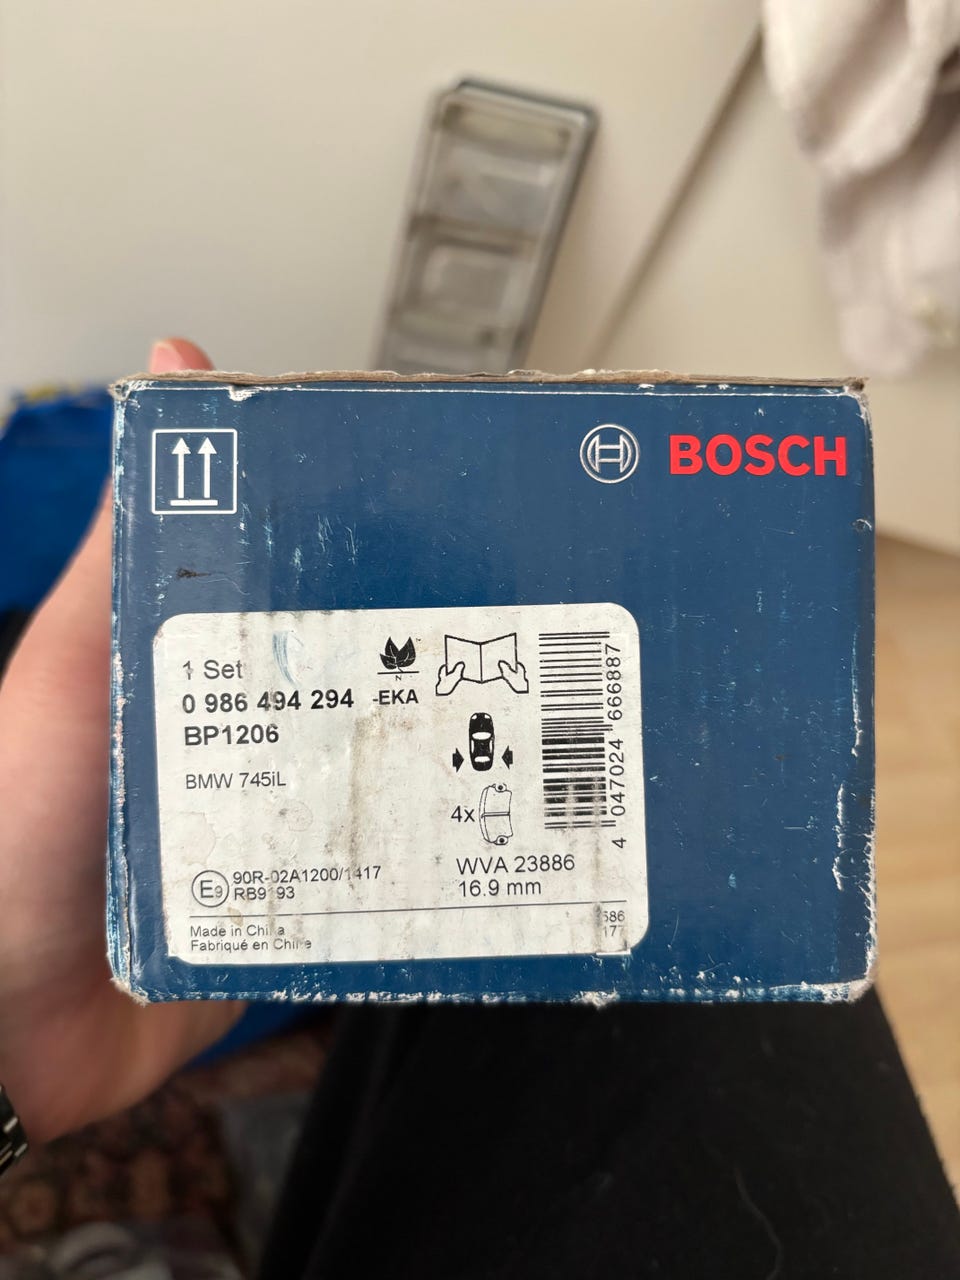 BOSCH
1 Set
0 986 494 294 -EKA
BP1206
BMW 745iL
N
4x
WVA 23886
16.9 mm
4 047024 666887
E9
90R-02A1200/1417
Made in China
Fabriqué en Chine